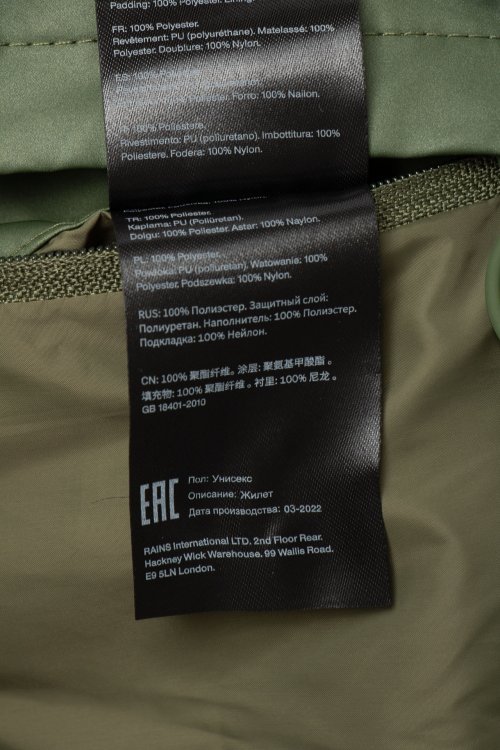 Padding: 100% Polyester. Lining:
FR: 100% Polyester.
Revêtement: PU (polyuréthane). Matelassé: 100%
Polyester. Doublure: 100% Nylon.
ES: 100%
Forro: 100% Nailon.
IT: 100% Poliestere.
Rivestimento: PU (poliuretano). Imbottitura: 100%
Poliestere. Fodera: 100% Nylon.
TR: 100% Poliester.
Kaplama: PU (Poliüretan).
Dolgu: 100% Poliester. Astar: 100% Naylon.
PL: 100% Polyester.
Powłoka: PU (poliuretan). Watowanie: 100%
Polyester. Podszewka: 100% Nylon.
RUS: 100% Полиэстер. Защитный слой:
Полиуретан. Наполнитель: 100% Полиэстер.
Подкладка: 100% Нейлон.
CN: 100% 聚酯纤维。涂层: 聚氨基甲酸酯。
填充物: 100% 聚酯纤维。衬里: 100% 尼龙。
GB 18401-2010
EAC
Пол: Унисекс
Описание: Жилет
Дата производства: 03-2022
RAINS International LTD. 2nd Floor Rear.
Hackney Wick Warehouse. 99 Wallis Road.
E9 5LN London.